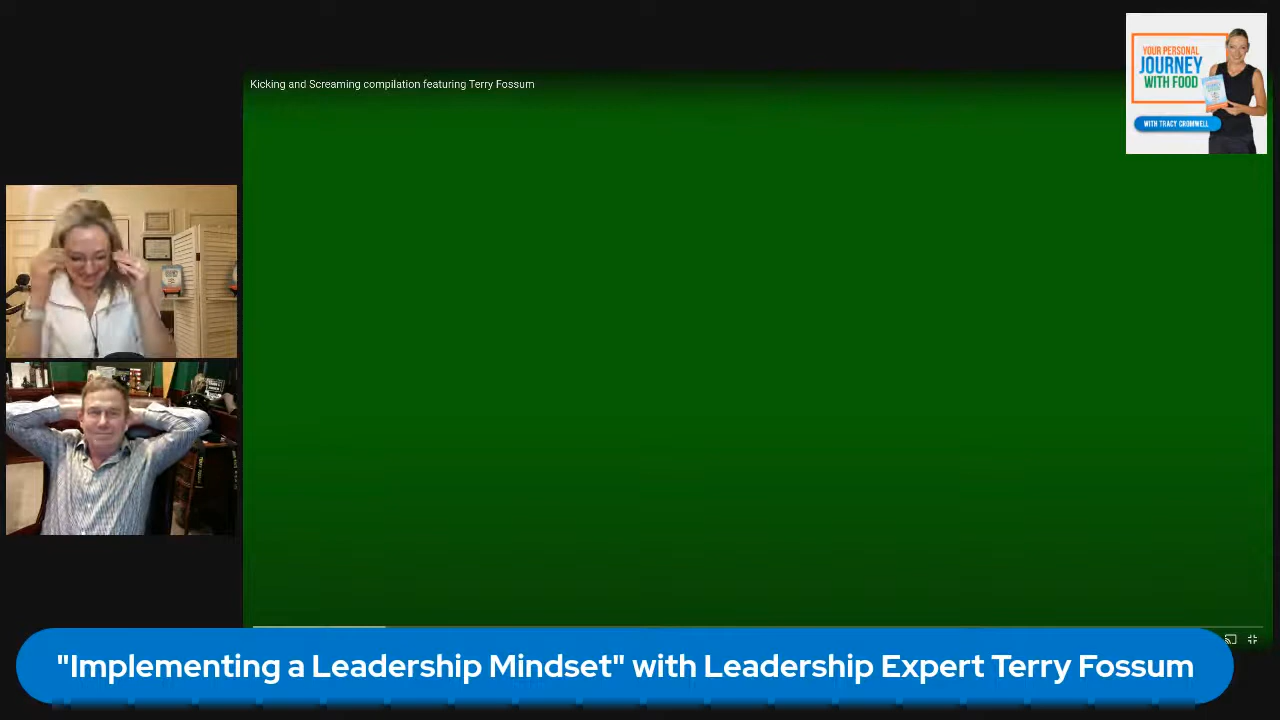 Kicking and Screaming compilation featuring Terry Fossum
YOUR PERSONAL
JOURNEY
WITH FOOD
WITH TRACY CROMWELL
"Implementing a Leadership Mindset" with Leadership Expert Terry Fossum